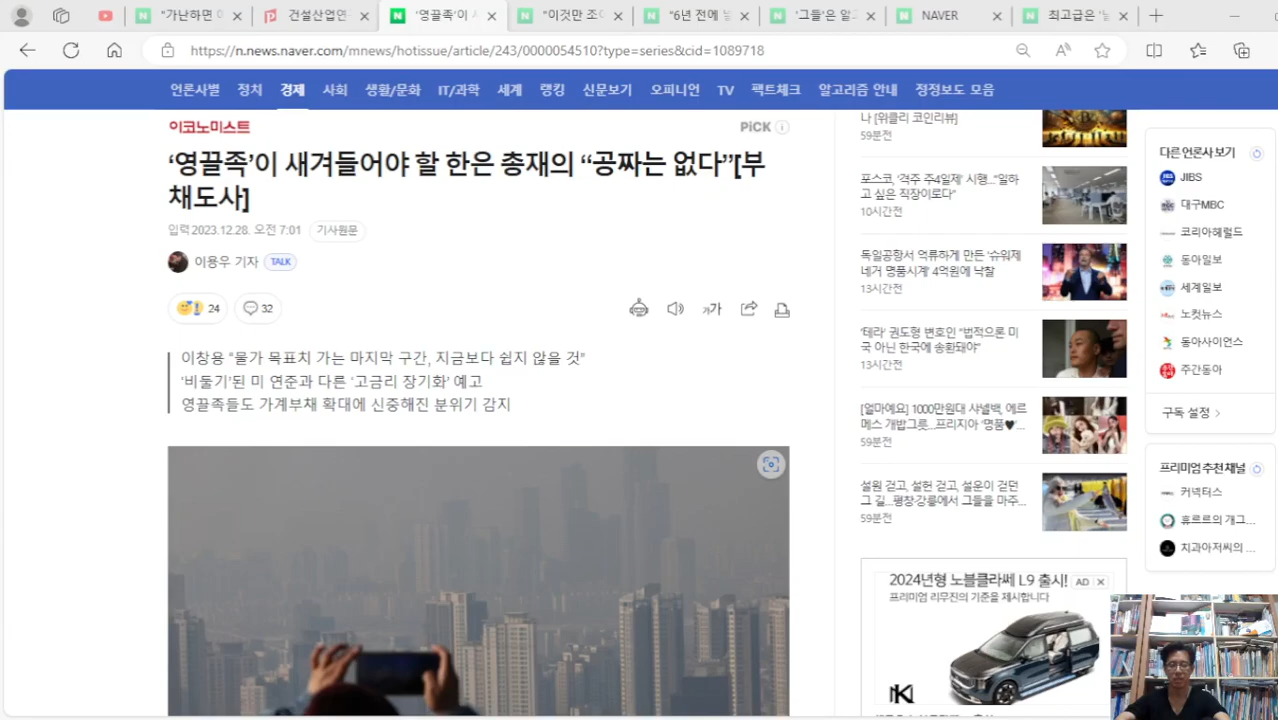 "가난하면
건설산업연
'영끌족'이
"이것만 조
"6년 전에
'그들'은 알
NAVER
최고급은
https://n.news.naver.com/mnews/hotissue/article/243/0000054510?type=series&cid=1089718
언론사별 정치 경제 사회 생활/문화 IT/과학 세계 랭킹 신문보기 오피니언 TV 팩트체크 알고리즘 안내 정정보도 모음
이코노미스트
PiCK
'영끌족'이 새겨들어야 할 한은 총재의 “공짜는 없다”[부
채도사]
입력2023.12.28. 오전 7:01 기사원문
이용우 기자 TALK
24 32
가가
이창용 "물가 목표치 가는 마지막 구간, 지금보다 쉽지 않을 것"
'비둘기'된 미 연준과 다른 '고금리 장기화' 예고
영끌족들도 가계부채 확대에 신중해진 분위기 감지
나 [위클리 코인리뷰]
59분전
포스코, '격주 주4일제' 시행…"일하
고 싶은 직장이로다"
10시간전
독일공항서 억류하게 만든 '슈워제
네거 명품시계' 4억원에 낙찰
13시간전
'테라' 권도형 변호인 "법적으론 미
국 아닌 한국에 송환돼야"
13시간전
[얼마예요] 1000만원대 샤넬백, 에르
메스 개밥그릇…프리지아 '명품♥'…
59분전
설원 걷고, 설헌 걷고, 설운이 걷던
그 길…평창·강릉에서 그들을 마주…
59분전
2024년형 노블클라쎄 L9 출시! AD
프리미엄 리무진의 기준을 제시합니다
다른 언론사 보기
JIBS
대구MBC
코리아헤럴드
동아일보
세계일보
노컷뉴스
동아사이언스
주간동아
구독 설정
프리미엄 추천 채널
커넥터스
휴르르의 개그...
치과아저씨의 ...